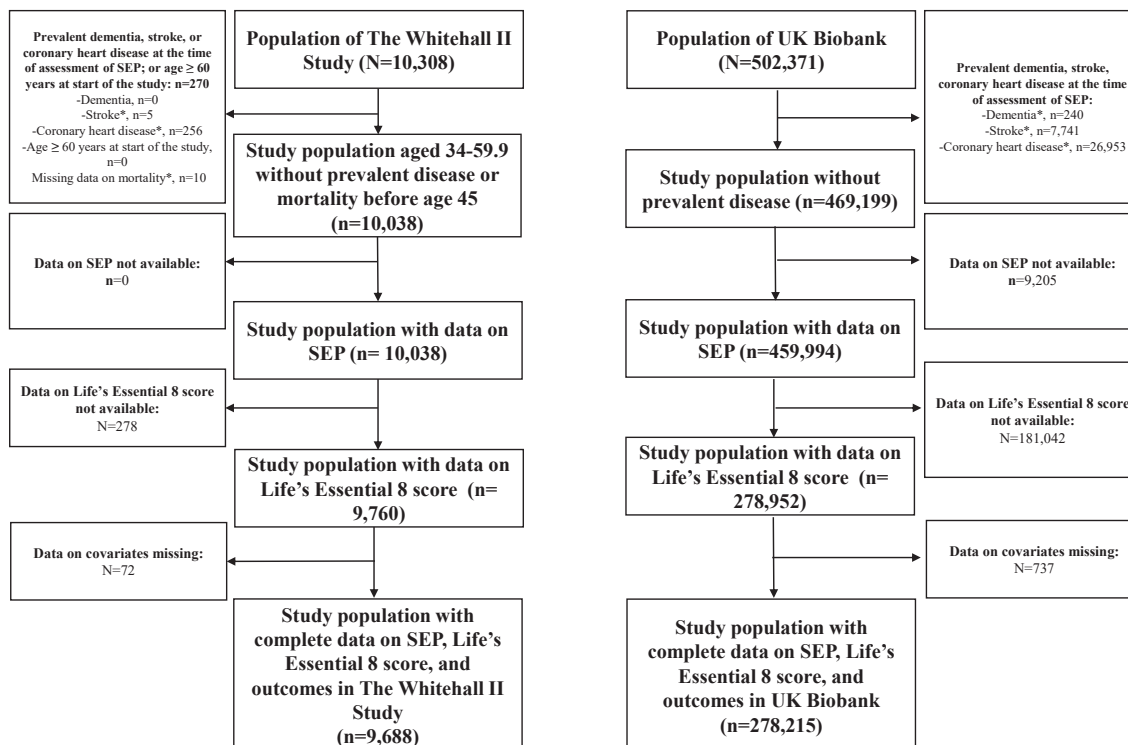 Prevalent dementia, stroke, or
coronary heart disease at the time
of assessment of SEP; or age ≥ 60
years at start of the study: n=270
-Dementia, n=0
-Stroke*, n=5
-Coronary heart disease*, n=256
-Age ≥ 60 years at start of the study,
n=0
Missing data on mortality*, n=10
Population of The Whitehall II
Study (N=10,308)
Study population aged 34-59.9
without prevalent disease or
mortality before age 45
(n=10,038)
Data on SEP not available:
n=0
Study population with data on
SEP (n= 10,038)
Data on Life’s Essential 8 score
not available:
N=278
Study population with data on
Life’s Essential 8 score (n=
9,760)
Data on covariates missing:
N=72
Study population with
complete data on SEP, Life’s
Essential 8 score, and
outcomes in The Whitehall II
Study
(n=9,688)
Population of UK Biobank
(N=502,371)
Prevalent dementia, stroke,
coronary heart disease at the time
of assessment of SEP:
-Dementia*, n=240
-Stroke*, n=7,741
-Coronary heart disease*, n=26,953
Study population without
prevalent disease (n=469,199)
Data on SEP not available:
n=9,205
Study population with data on
SEP (n=459,994)
Data on Life’s Essential 8 score
not available:
N=181,042
Study population with data on
Life’s Essential 8 score (n=
278,952)
Data on covariates missing:
N=737
Study population with
complete data on SEP, Life’s
Essential 8 score, and
outcomes in UK Biobank
(n=278,215)